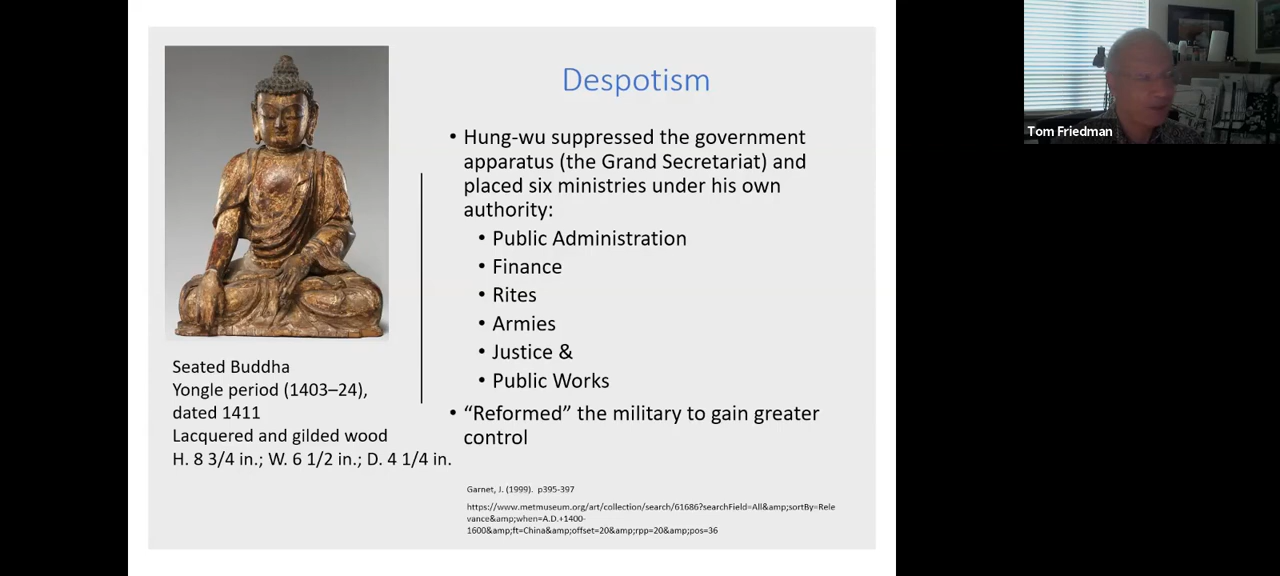 Despotism
• Hung-wu suppressed the government
apparatus (the Grand Secretariat) and
placed six ministries under his own
authority:
• Public Administration
• Finance
• Rites
• Armies
• Justice &
• Public Works
• “Reformed” the military to gain greater
control
Seated Buddha
Yongle period (1403–24),
dated 1411
Lacquered and gilded wood
H. 8 3/4 in.; W. 6 1/2 in.; D. 4 1/4 in.
Garnet, J. (1999). p395-397
https://www.metmuseum.org/art/collection/search/61686?searchField=All&amp;sortBy=Rele
vance&amp;when=A.D.+1400-
1600&amp;ft=China&amp;offset=20&amp;rpp=20&amp;pos=36
Tom Friedman